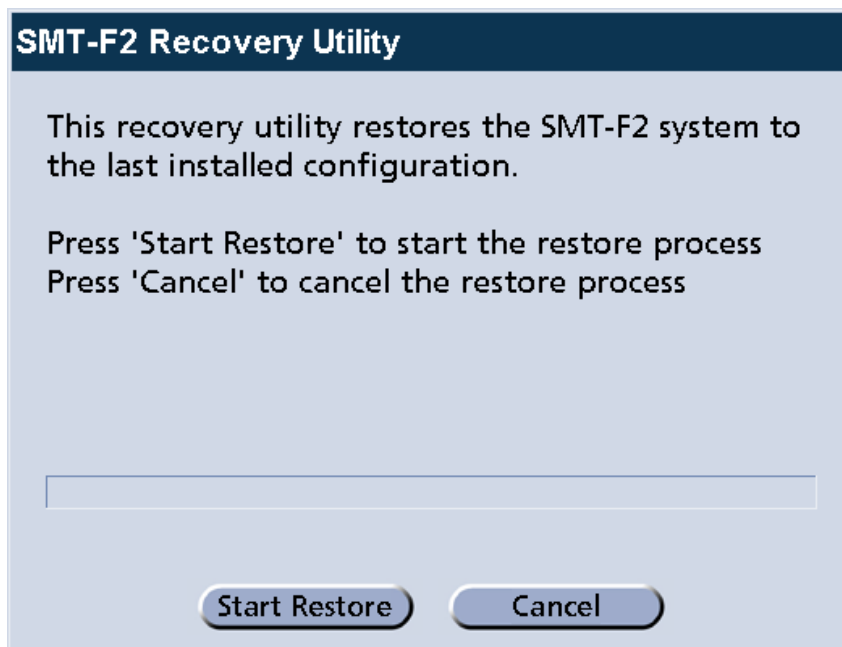 SMT-F2 Recovery Utility
This recovery utility restores the SMT-F2 system to
the last installed configuration.
Press 'Start Restore' to start the restore process
Press 'Cancel' to cancel the restore process
Start Restore
Cancel